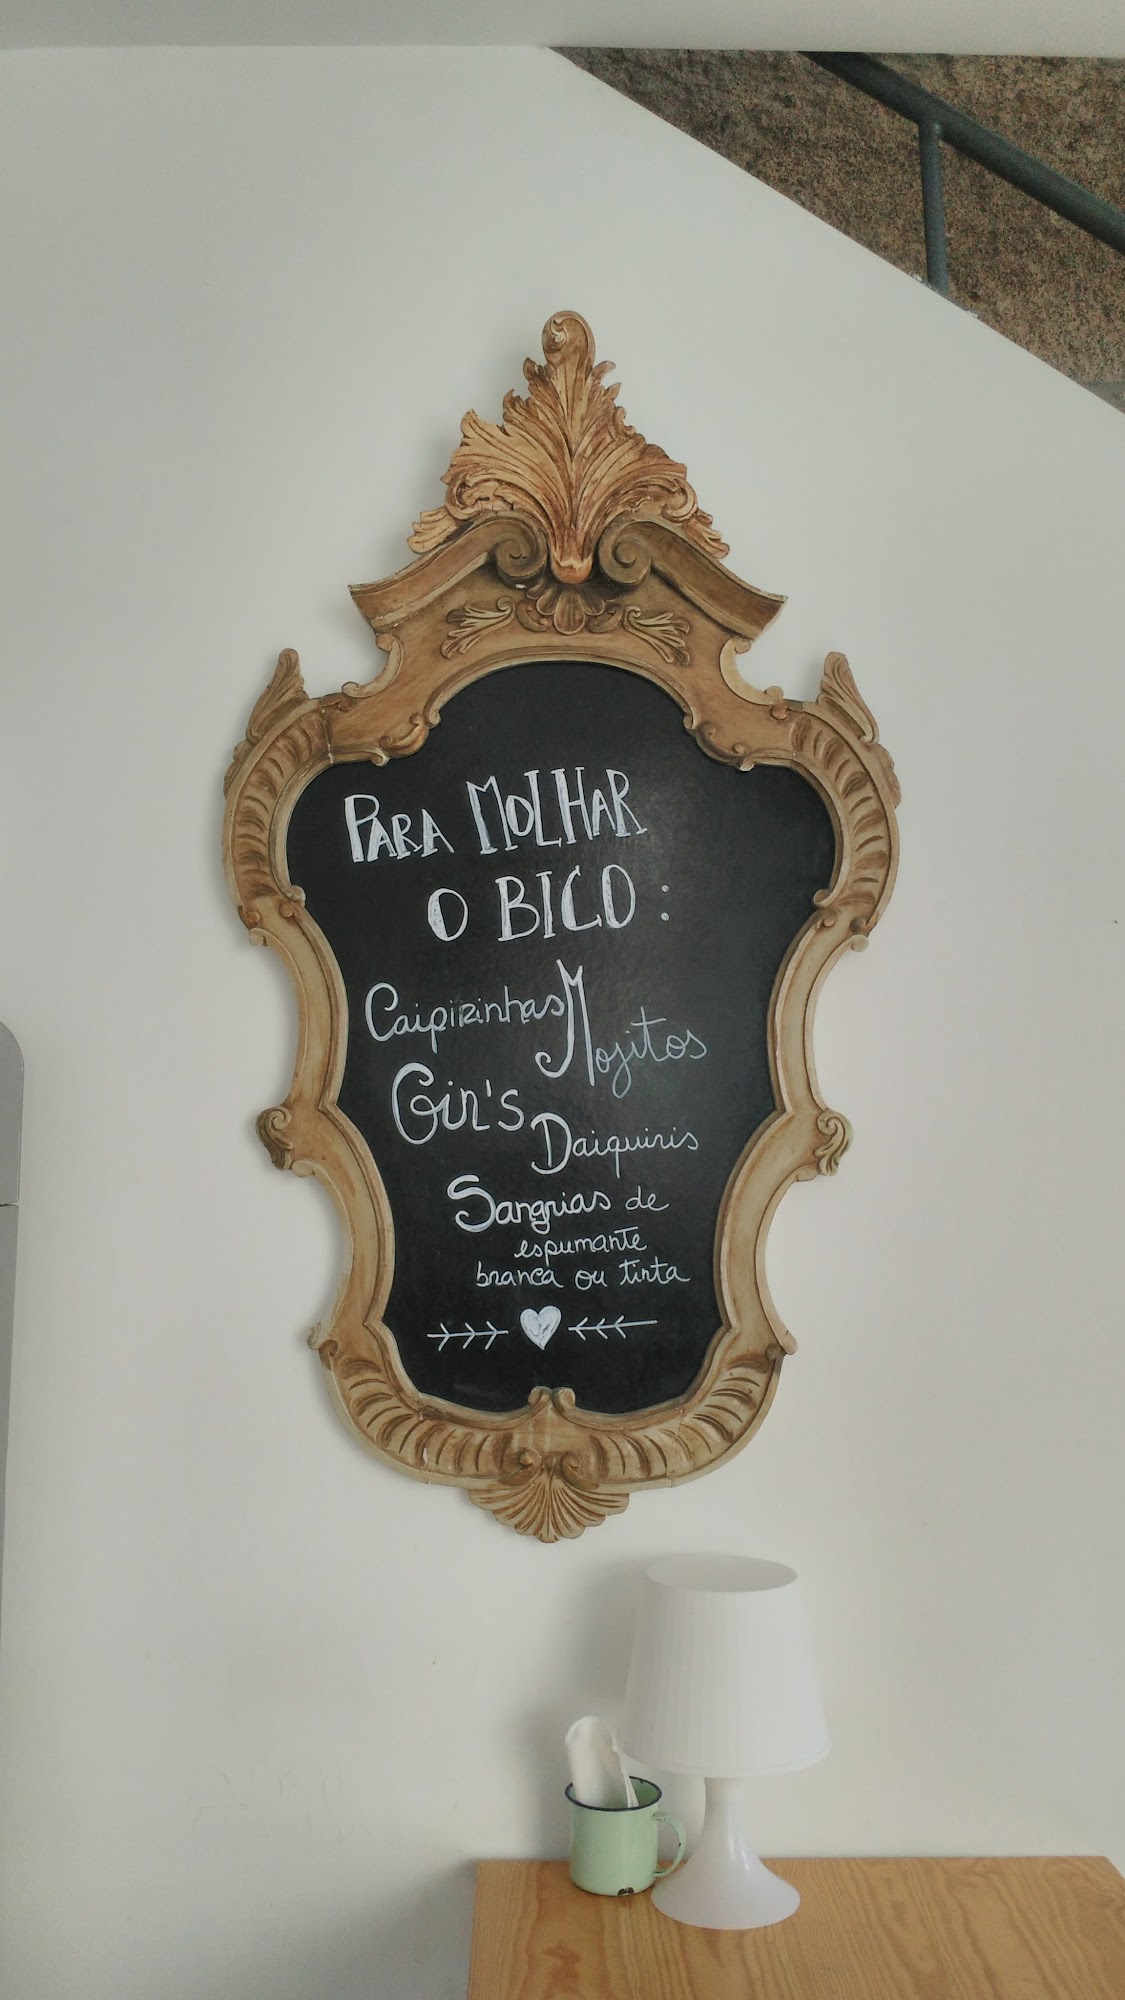 PARA MOLHAR
O BICO:
Caipirinhas Mojitos
Gin's Daiquiris
Sangrias de
espumante
branca ou tinta